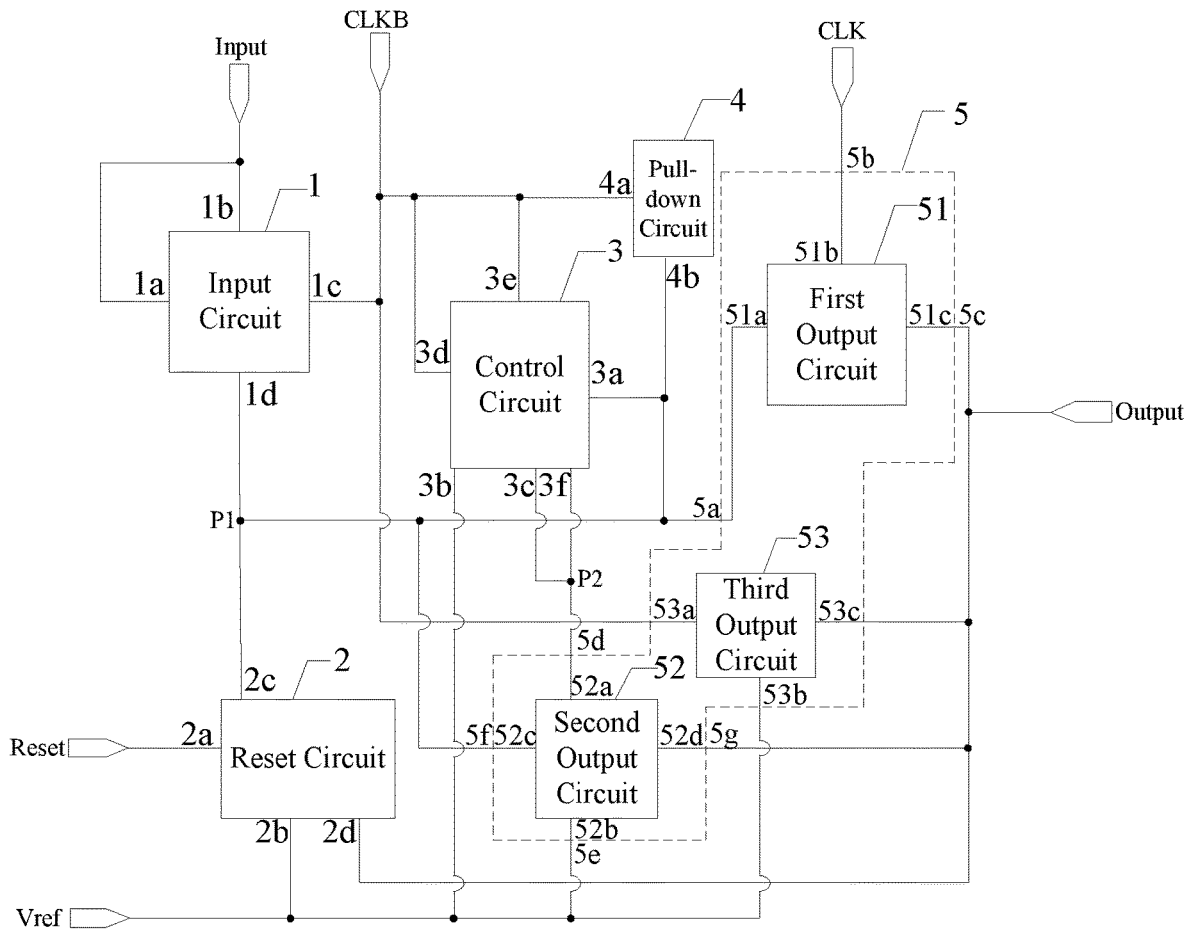 CLKB
CLK
Input
4
5
Pull-
down
Circuit
4a
5b
1
1b
51
3
51b
4b
1a
Input
Circuit
1c
3e
First
Output
Circuit
51a
51c
5c
3d
Control
Circuit
3a
1d
Output
3b
3c
3f
5a
P1
53
P2
Third
Output
Circuit
53a
53c
5d
2
52
2c
52a
53b
Reset
2a
Reset Circuit
5f
52c
Second
Output
Circuit
52d
5g
2b
2d
52b
5e
Vref